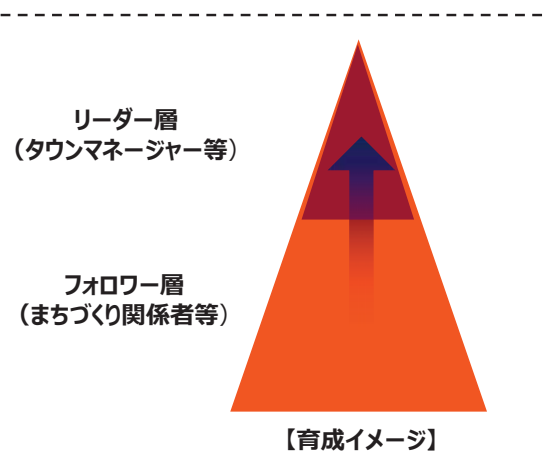 リーダー層
（タウンマネージャー等）
フォロワー層
（まちづくり関係者等）
【育成イメージ】